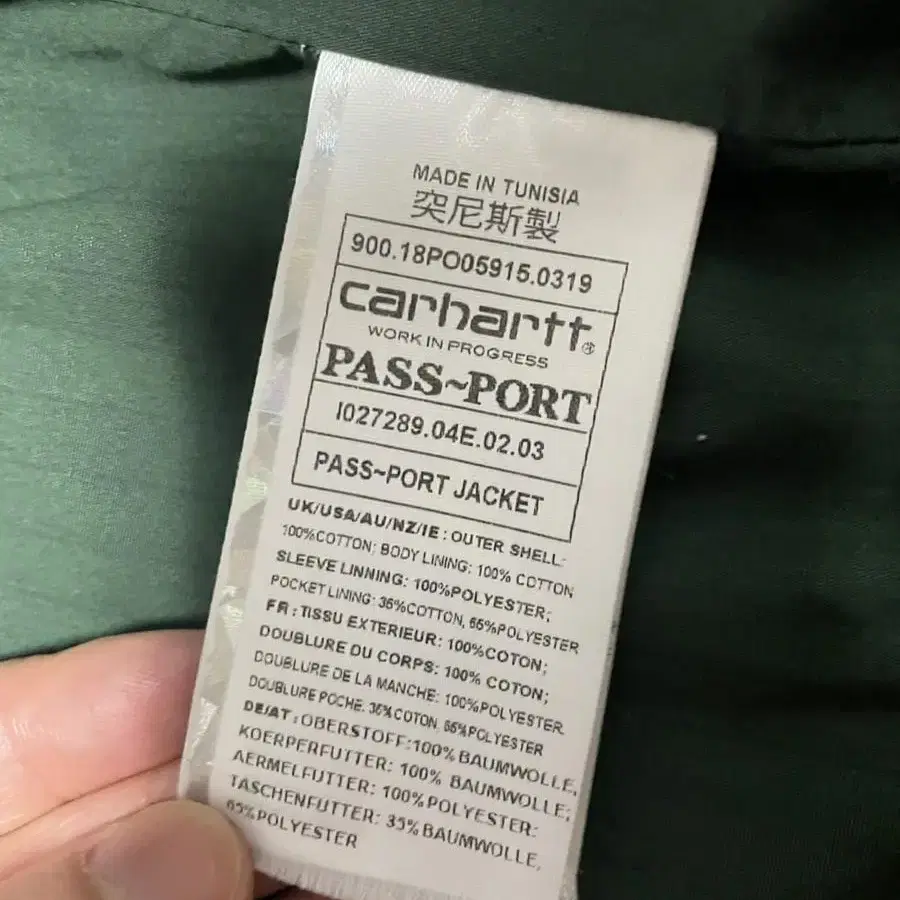 MADE IN TUNISIA
突尼斯製
900.18PO05915.0319
carhartt®
WORK IN PROGRESS
PASS~PORT
I027289.04E.02.03
PASS~PORT JACKET
UK/USA/AU/NZ/IE : OUTER SHELL:
100%COTTON; BODY LINING: 100% COTTON
SLEEVE LINNING: 100%POLYESTER;
POCKET LINING: 35%COTTON, 65%POLYESTER
FR : TISSU EXTERIEUR: 100%COTON;
DOUBLURE DU CORPS: 100% COTON;
DOUBLURE DE LA MANCHE: 100%POLYESTER
DOUBLURE POCHE: 35%COTON, 65%POLYESTER
DE/AT : OBERSTOFF:100% BAUMWOLLE,
KOERPERFUTTER: 100% BAUMWOLLE;
AERMELFUTTER: 100% POLYESTER:
TASCHENFUTTER: 35% BAUMWOLLE,
65%POLYESTER